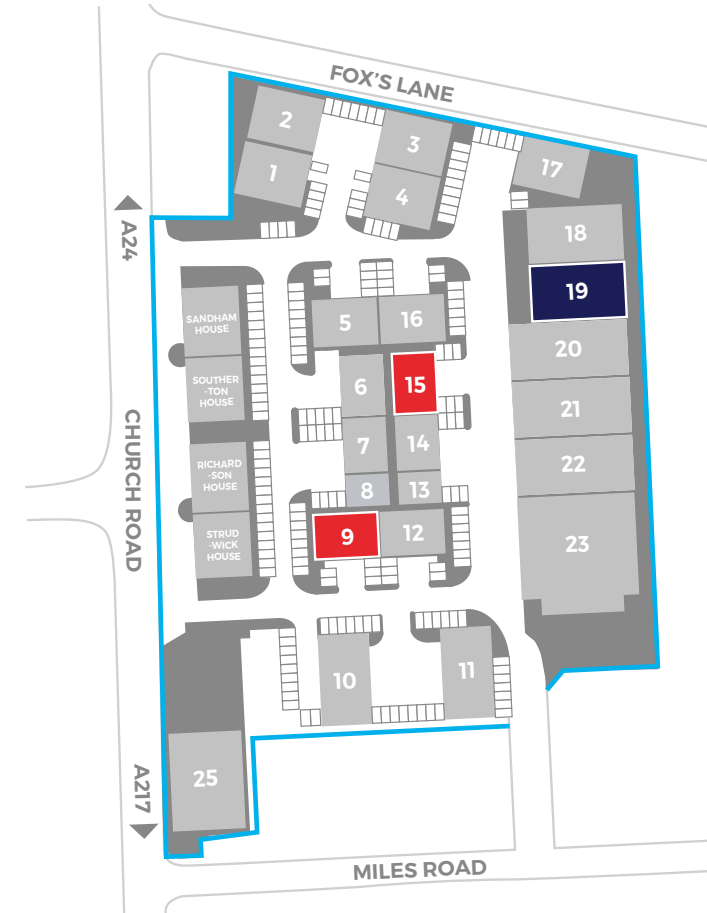 FOX'S LANE
2
1
3
4
17
A24
18
19
SANDHAM
HOUSE
5
16
20
SOUTHER
-TON
HOUSE
6
15
21
CHURCH ROAD
7
14
22
RICHARD
-SON
HOUSE
8
13
STRUD
-WICK
HOUSE
9
12
23
10
11
25
A217
MILES ROAD